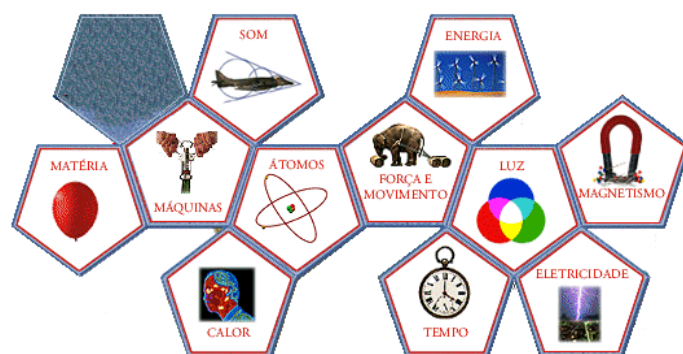 SOM
ENERGIA
MATÉRIA
MÁQUINAS
ÁTOMOS
FORÇA E
MOVIMENTO
LUZ
MAGNETISMO
CALOR
TEMPO
ELETRICIDADE